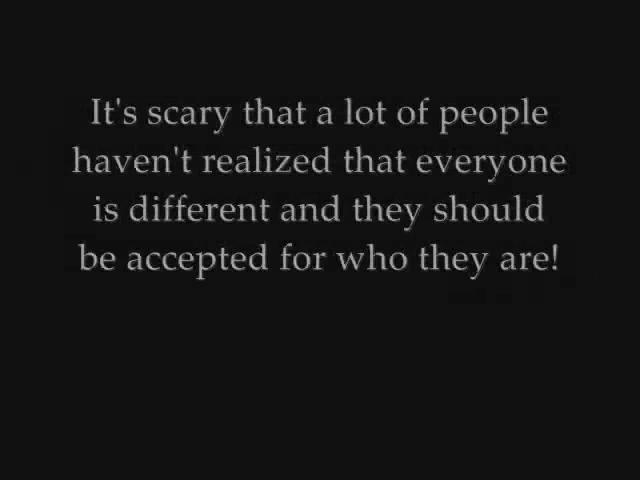 It's scary that a lot of people
haven't realized that everyone
is different and they should
be accepted for who they are!